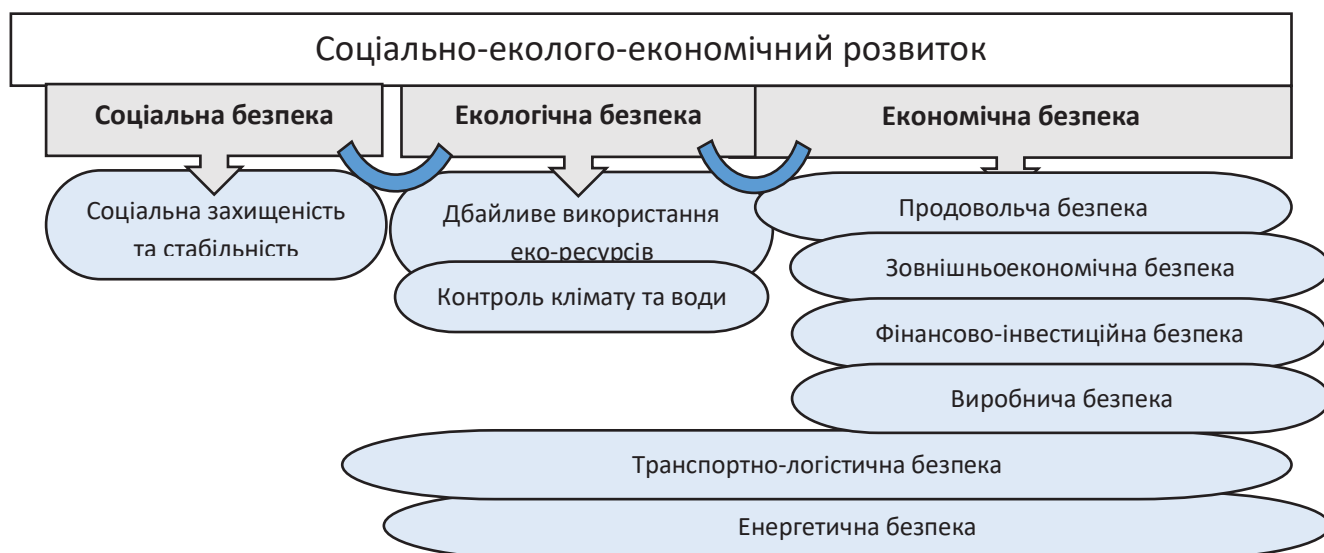 Соціально-еколого-економічний розвиток
Соціальна безпека
Екологічна безпека
Економічна безпека
Соціальна захищеність
та стабільність
Дбайливе використання
еко-ресурсів
Контроль клімату та води
Продовольча безпека
Зовнішньоекономічна безпека
Фінансово-інвестиційна безпека
Виробнича безпека
Транспортно-логістична безпека
Енергетична безпека